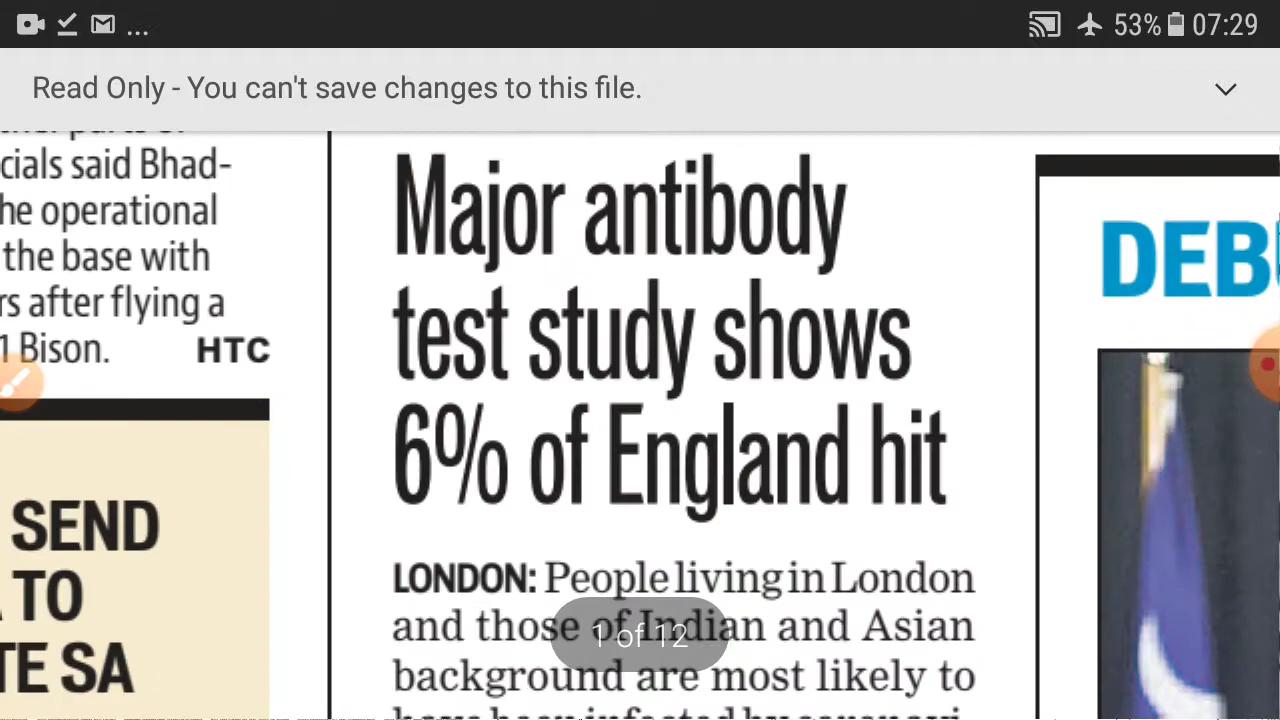 ...
53% 07:29
Read Only - You can't save changes to this file.
cials said Bhad-
he operational
the base with
rs after flying a
1 Bison. HTC
SEND
TO
TE SA
Major antibody
test study shows
6% of England hit
LONDON: People living in London
and those of Indian and Asian
background are most likely to
1 of 12
DEB